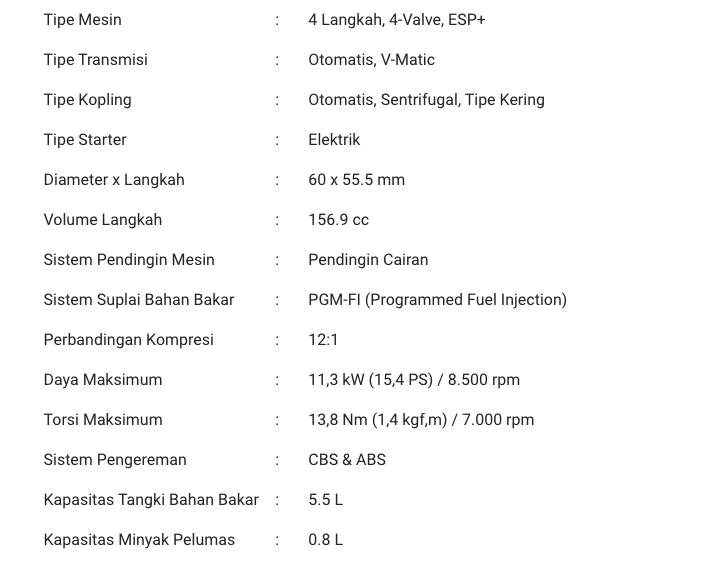 Tipe Mesin : 4 Langkah, 4-Valve, ESP+
Tipe Transmisi : Otomatis, V-Matic
Tipe Kopling : Otomatis, Sentrifugal, Tipe Kering
Tipe Starter : Elektrik
Diameter x Langkah : 60 x 55.5 mm
Volume Langkah : 156.9 cc
Sistem Pendingin Mesin : Pendingin Cairan
Sistem Suplai Bahan Bakar : PGM-FI (Programmed Fuel Injection)
Perbandingan Kompresi : 12:1
Daya Maksimum : 11,3 kW (15,4 PS) / 8.500 rpm
Torsi Maksimum : 13,8 Nm (1,4 kgf,m) / 7.000 rpm
Sistem Pengereman : CBS & ABS
Kapasitas Tangki Bahan Bakar : 5.5 L
Kapasitas Minyak Pelumas : 0.8 L